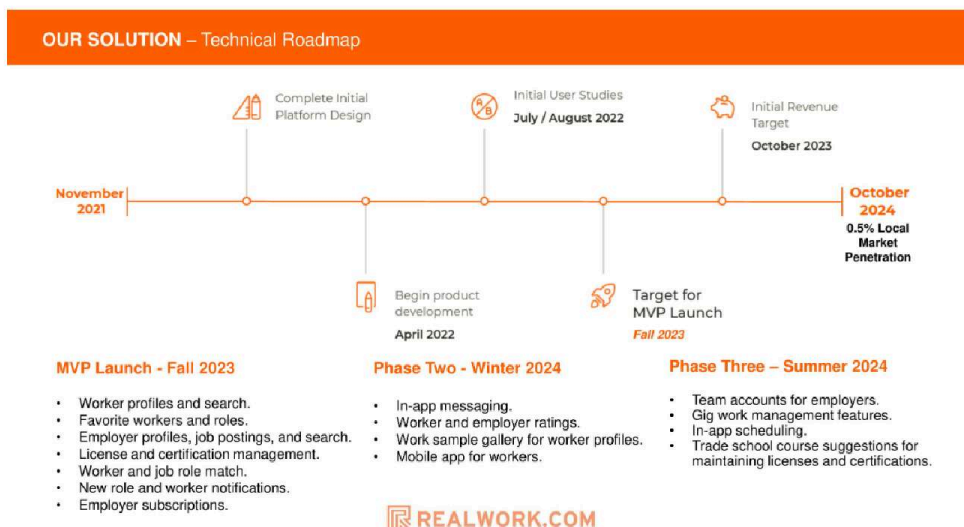 OUR SOLUTION – Technical Roadmap
Complete Initial
Platform Design
Initial User Studies
July / August 2022
Initial Revenue
Target
October 2023
November
2021
October
2024
0.5% Local
Market
Penetration
Begin product
development
April 2022
Target for
MVP Launch
Fall 2023
MVP Launch - Fall 2023
• Worker profiles and search.
• Favorite workers and roles.
• Employer profiles, job postings, and search.
• License and certification management.
• Worker and job role match.
• New role and worker notifications.
• Employer subscriptions.
Phase Two - Winter 2024
• In-app messaging.
• Worker and employer ratings.
• Work sample gallery for worker profiles.
• Mobile app for workers.
Phase Three – Summer 2024
• Team accounts for employers.
• Gig work management features.
• In-app scheduling.
• Trade school course suggestions for
maintaining licenses and certifications.
A/B
REALWORK.COM